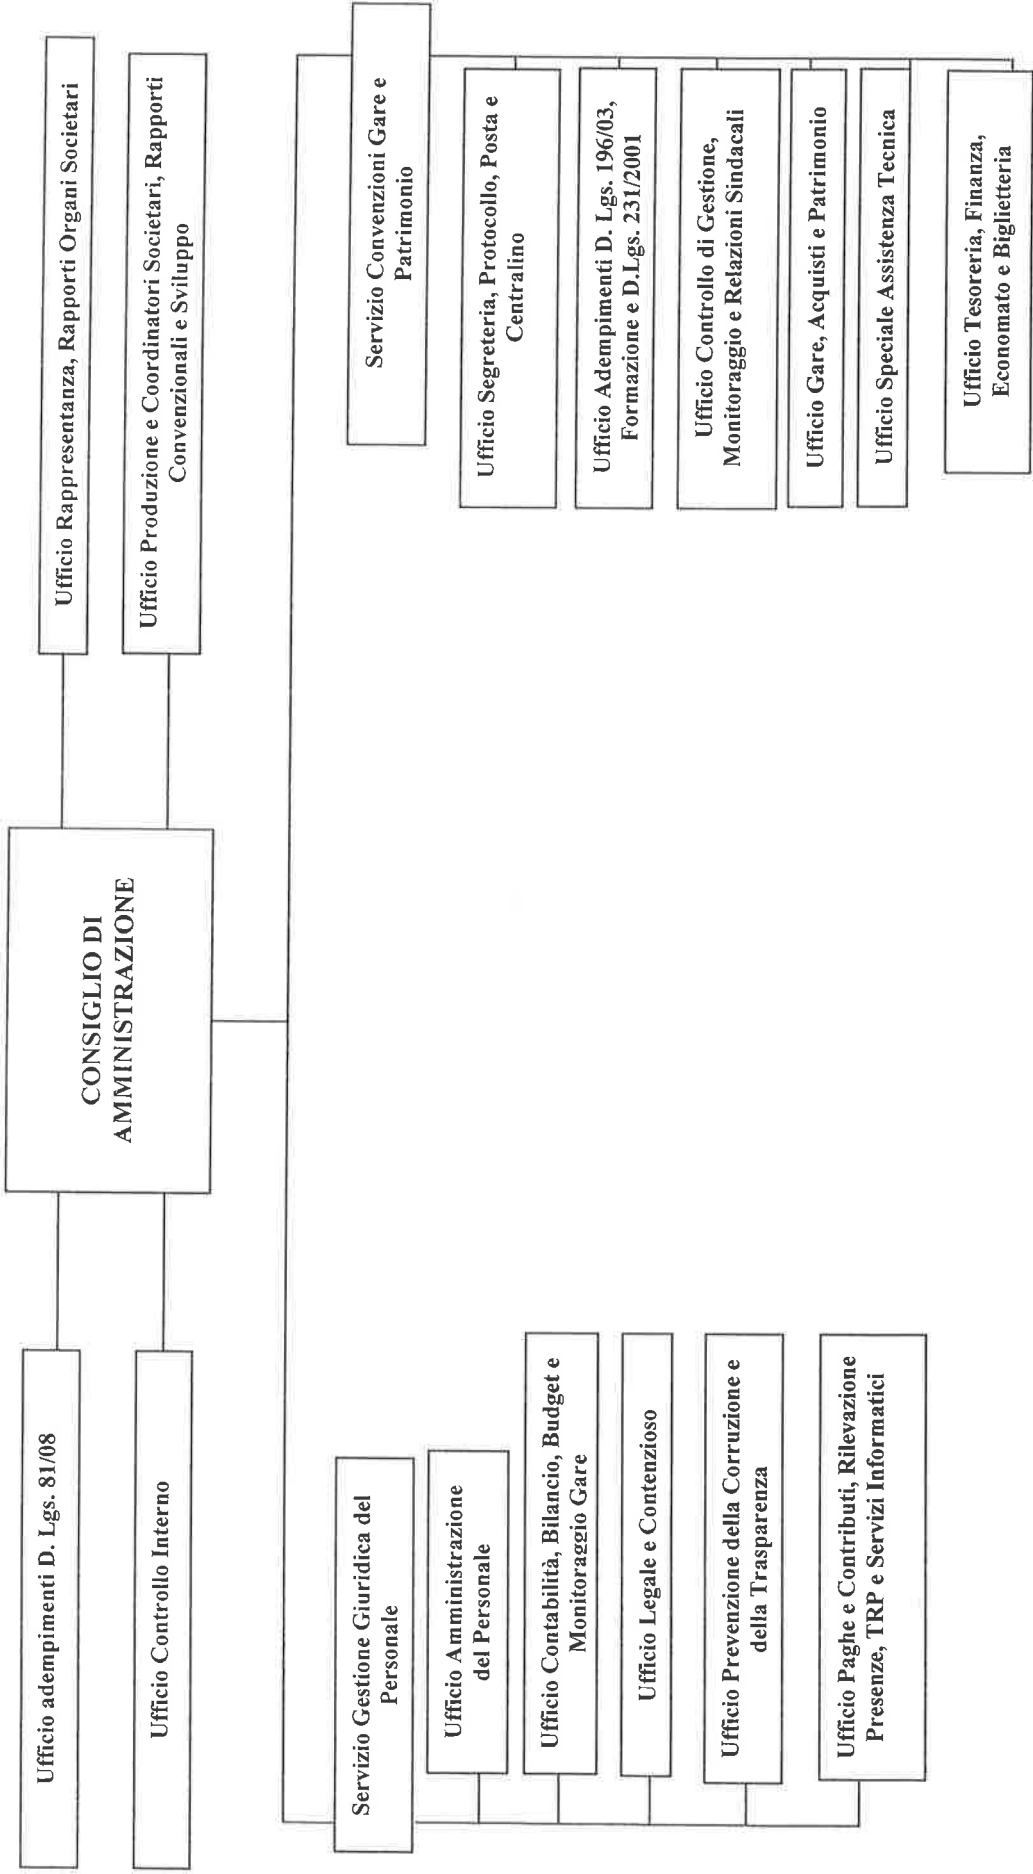 CONSIGLIO DI
AMMINISTRAZIONE
Ufficio adempimenti D. Lgs. 81/08
Ufficio Controllo Interno
Ufficio Rappresentanza, Rapporti Organi Societari
Ufficio Produzione e Coordinatori Societari, Rapporti
Convenzionali e Sviluppo
Servizio Gestione Giuridica del
Personale
Ufficio Amministrazione
del Personale
Ufficio Contabilità, Bilancio, Budget e
Monitoraggio Gare
Ufficio Legale e Contenzioso
Ufficio Prevenzione della Corruzione e
della Trasparenza
Ufficio Paghe e Contributi, Rilevazione
Presenze, TRP e Servizi Informatici
Servizio Convenzioni Gare e
Patrimonio
Ufficio Segreteria, Protocollo, Posta e
Centralino
Ufficio Adempimenti D. Lgs. 196/03,
Formazione e D.Lgs. 231/2001
Ufficio Controllo di Gestione,
Monitoraggio e Relazioni Sindacali
Ufficio Gare, Acquisti e Patrimonio
Ufficio Speciale Assistenza Tecnica
Ufficio Tesoreria, Finanza,
Economato e Biglietteria